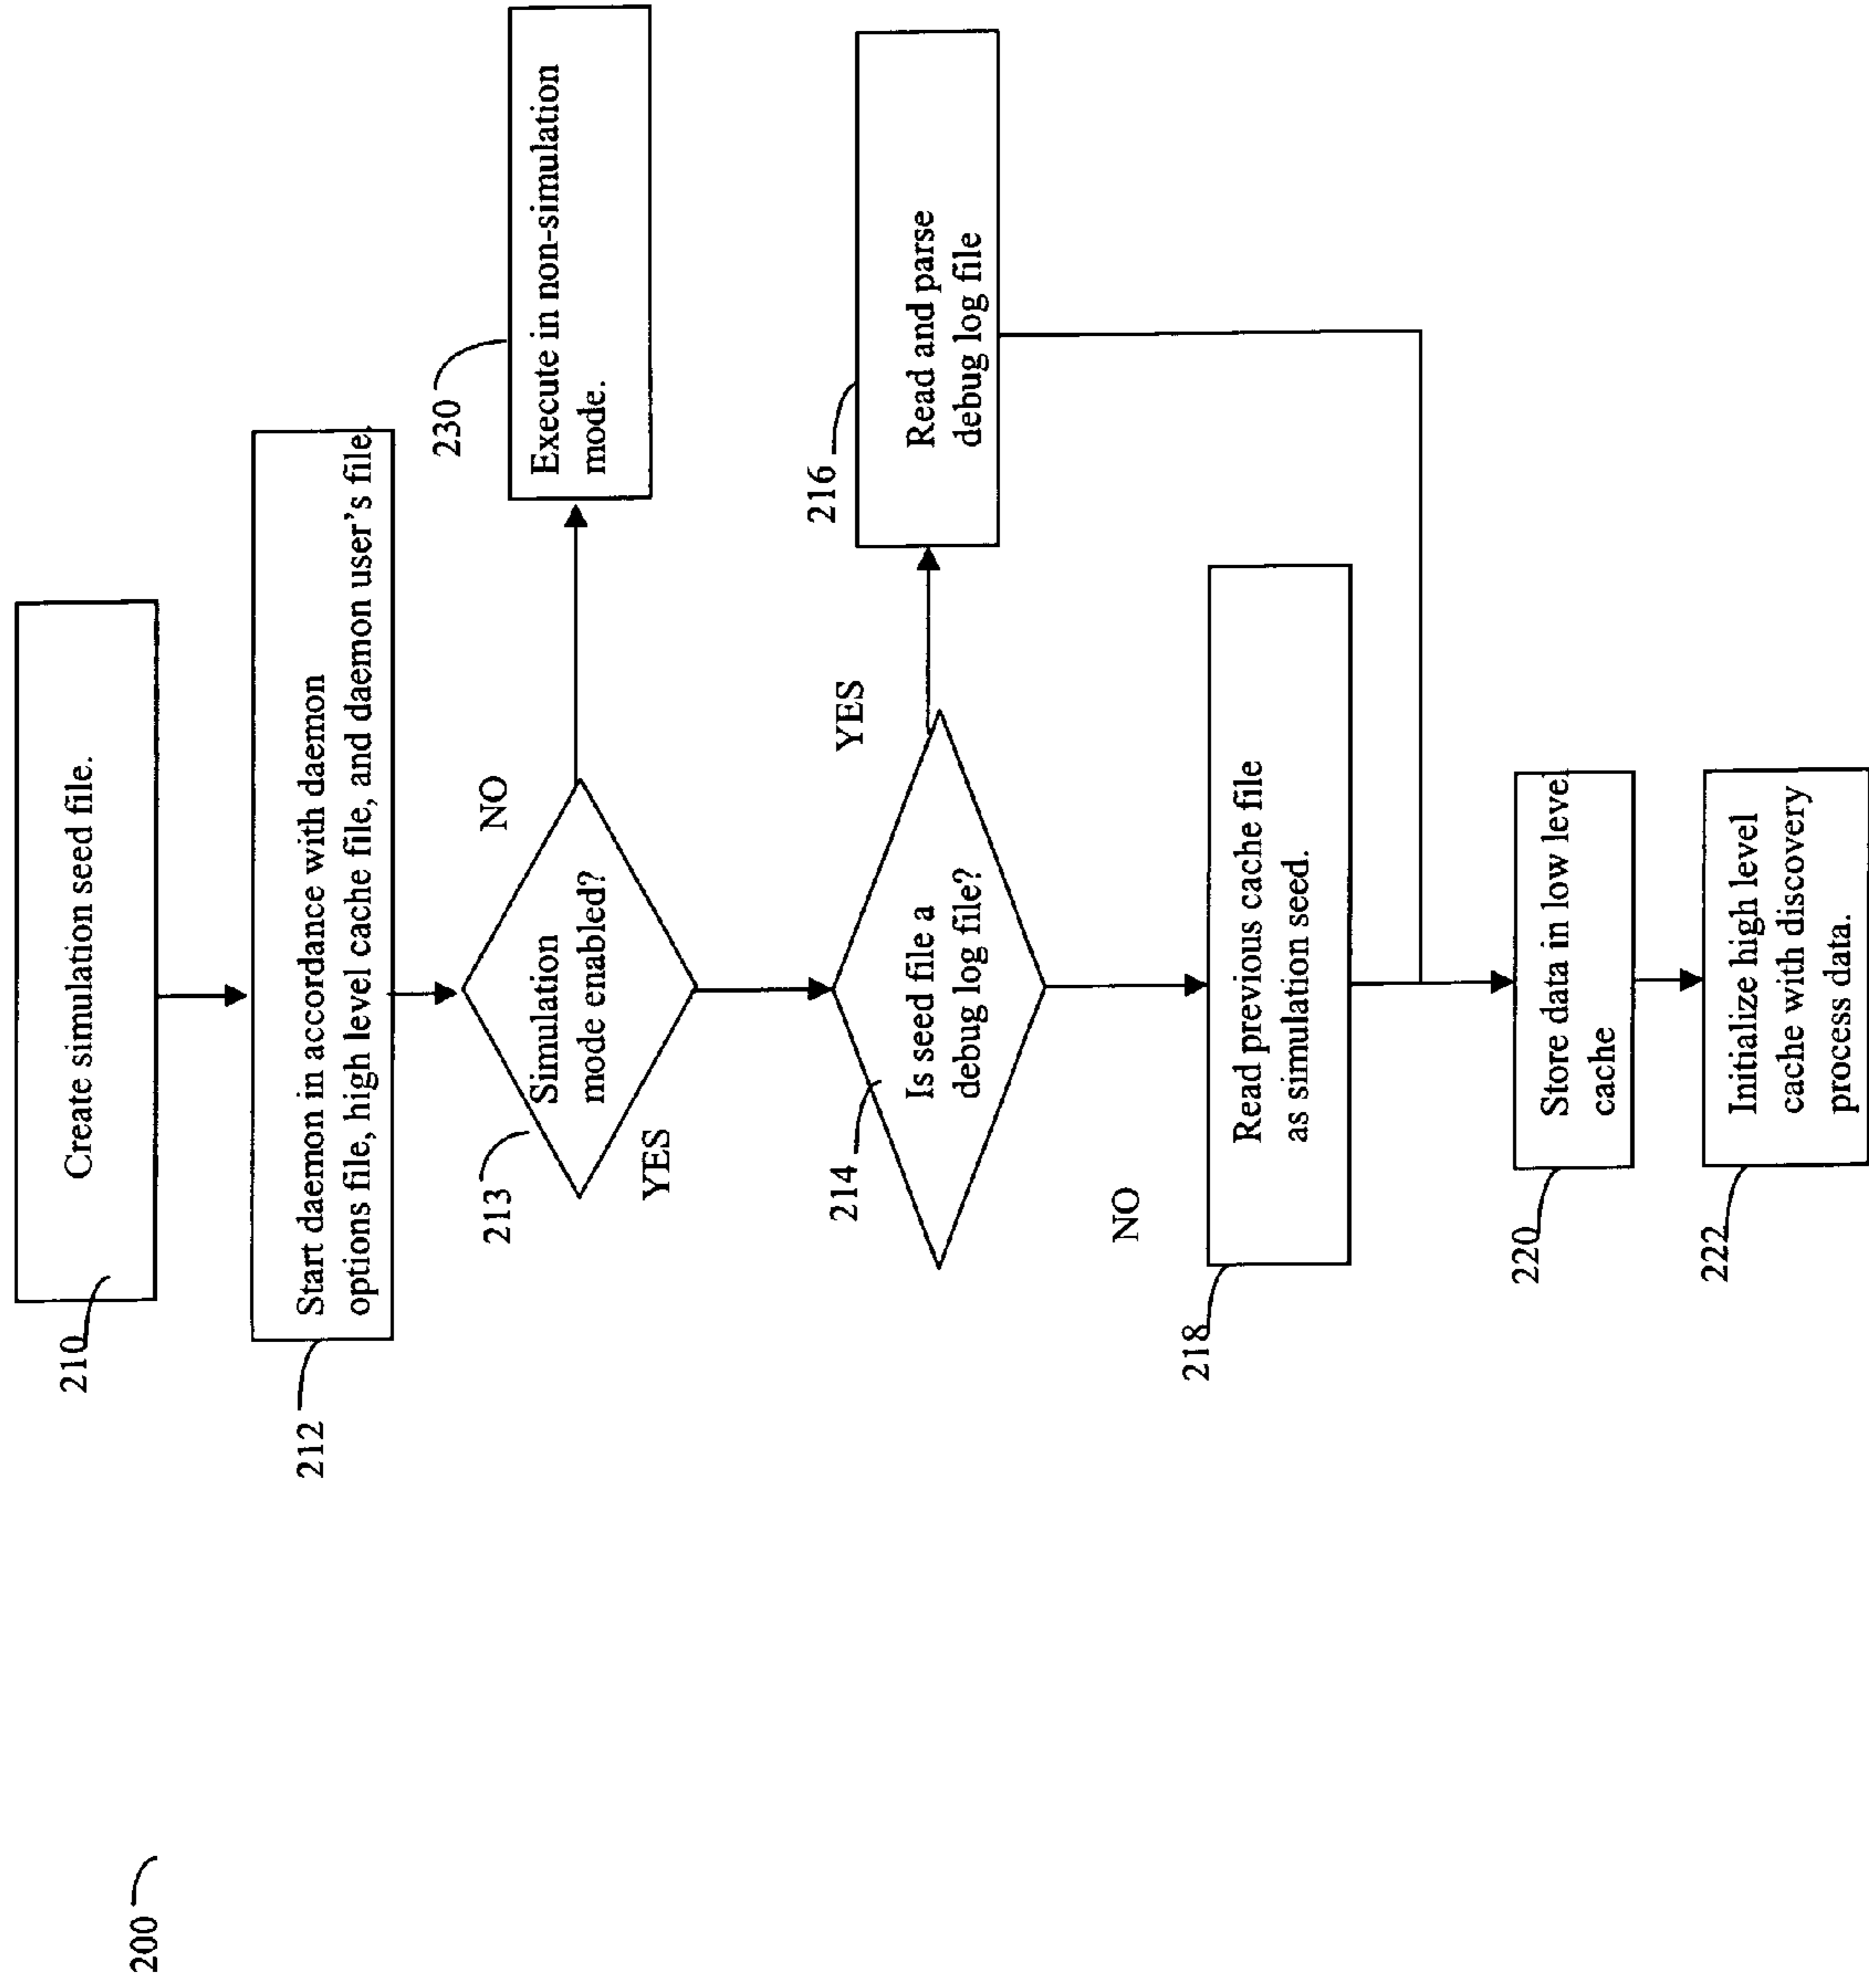 200
210
Create simulation seed file.
212
Start daemon in accordance with daemon
options file, high level cache file, and daemon user's file.
213
Simulation
mode enabled?
NO
YES
230
Execute in non-simulation
mode.
214
Is seed file a
debug log file?
YES
NO
216
Read and parse
debug log file
218
Read previous cache file
as simulation seed.
220
Store data in low level
cache
222
Initialize high level
cache with discovery
process data.